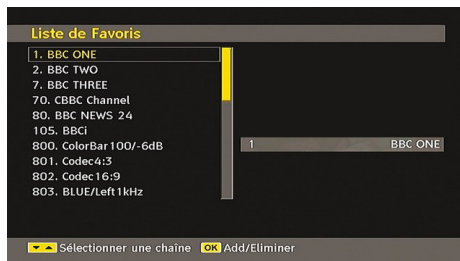 Liste de Favoris
1. BBC ONE
2. BBC TWO
7. BBC THREE
70. CBBC Channel
80. BBC NEWS 24
105. BBCi
800. ColorBar100/-6dB
801. Codec4:3
802. Codec16:9
803. BLUE/Left1kHz
1 BBC ONE
Sélectionner une chaîne OK Add/Eliminer